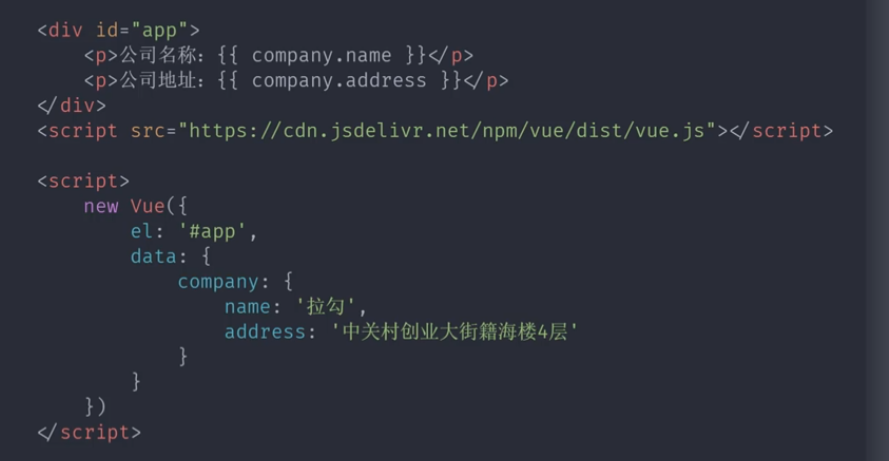 <div id="app">
    <p>公司名称：{{ company.name }}</p>
    <p>公司地址：{{ company.address }}</p>
</div>
<script src="https://cdn.jsdelivr.net/npm/vue/dist/vue.js"></script>
<script>
    new Vue({
        el: '#app',
        data: {
            company: {
                name: '拉勾',
                address: '中关村创业大街籍海楼4层'
            }
        }
    })
</script>